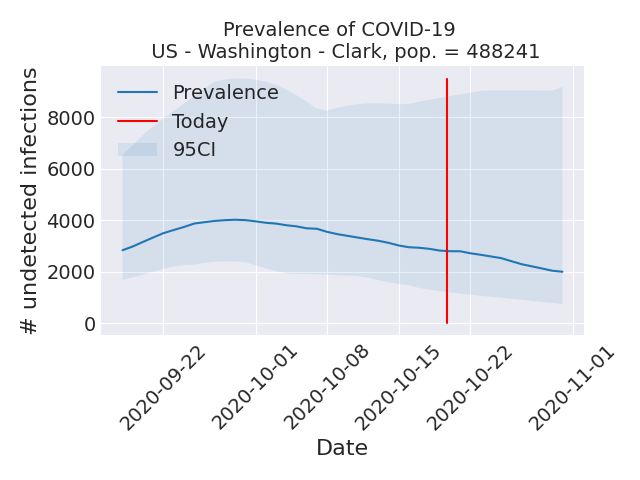 Prevalence of COVID-19
US - Washington - Clark, pop. = 488241
Prevalence
Today
95CI
# undetected infections
8000
6000
4000
2000
0
2020-09-22
2020-10-01
2020-10-08
2020-10-15
2020-10-22
2020-11-01
Date